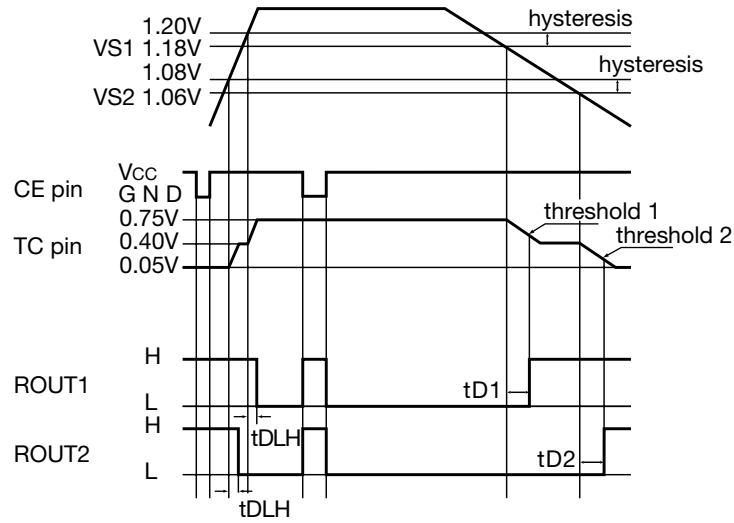 1.20V
hysteresis
VS1 1.18V
1.08V
hysteresis
VS2 1.06V
VCC
CE pin
G N D
0.75V
threshold 1
TC pin
0.40V
threshold 2
0.05V
H
ROUT1
tD1
L
H
tDLH
ROUT2
tD2
L
tDLH